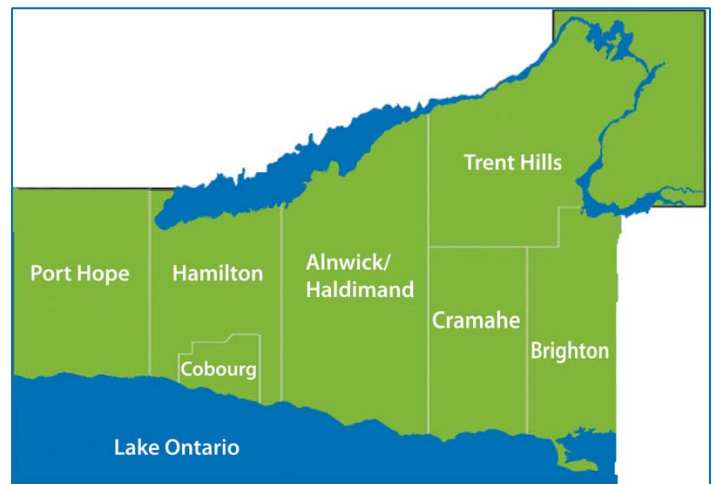 Trent Hills
Port Hope
Hamilton
Alnwick/
Haldimand
Cramahe
Brighton
Cobourg
Lake Ontario